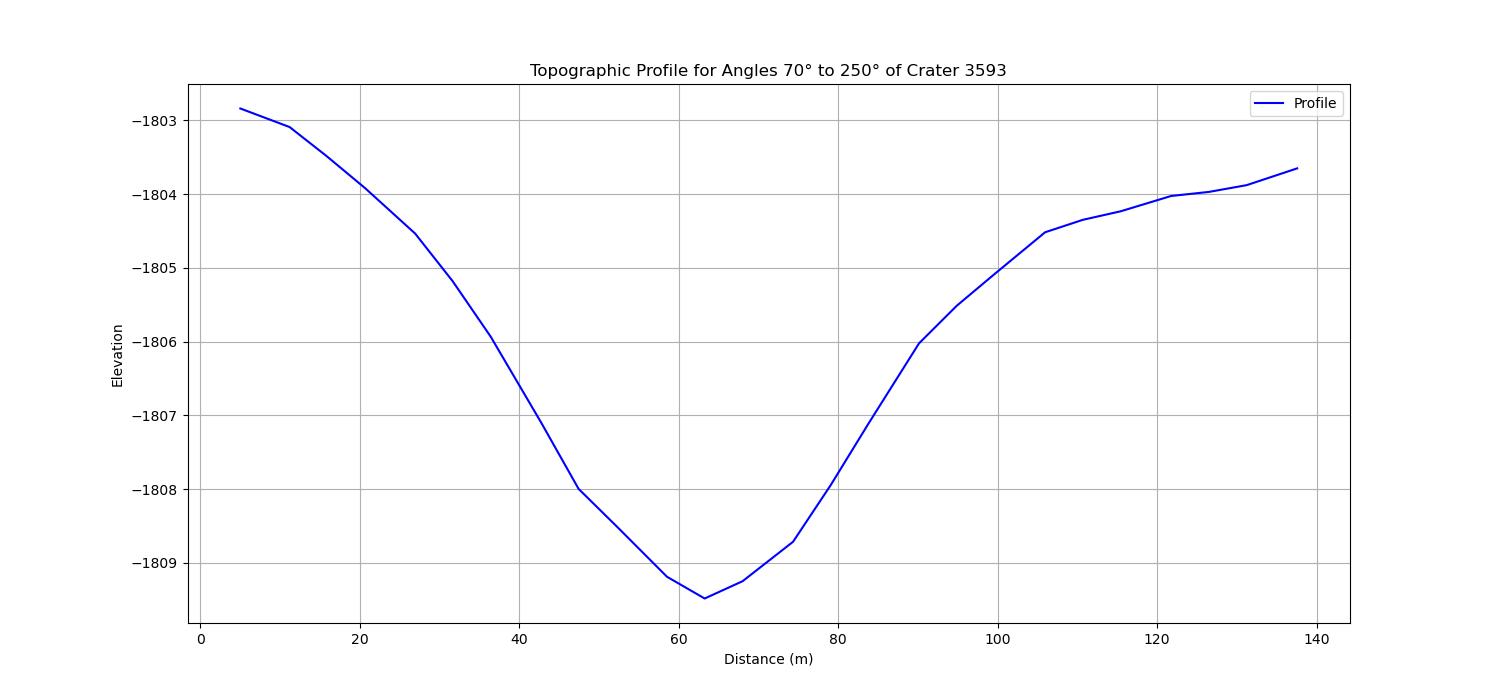 Topographic Profile for Angles 70° to 250° of Crater 3593
Profile
−1803
−1804
−1805
−1806
−1807
−1808
−1809
Elevation
0 20 40 60 80 100 120 140
Distance (m)